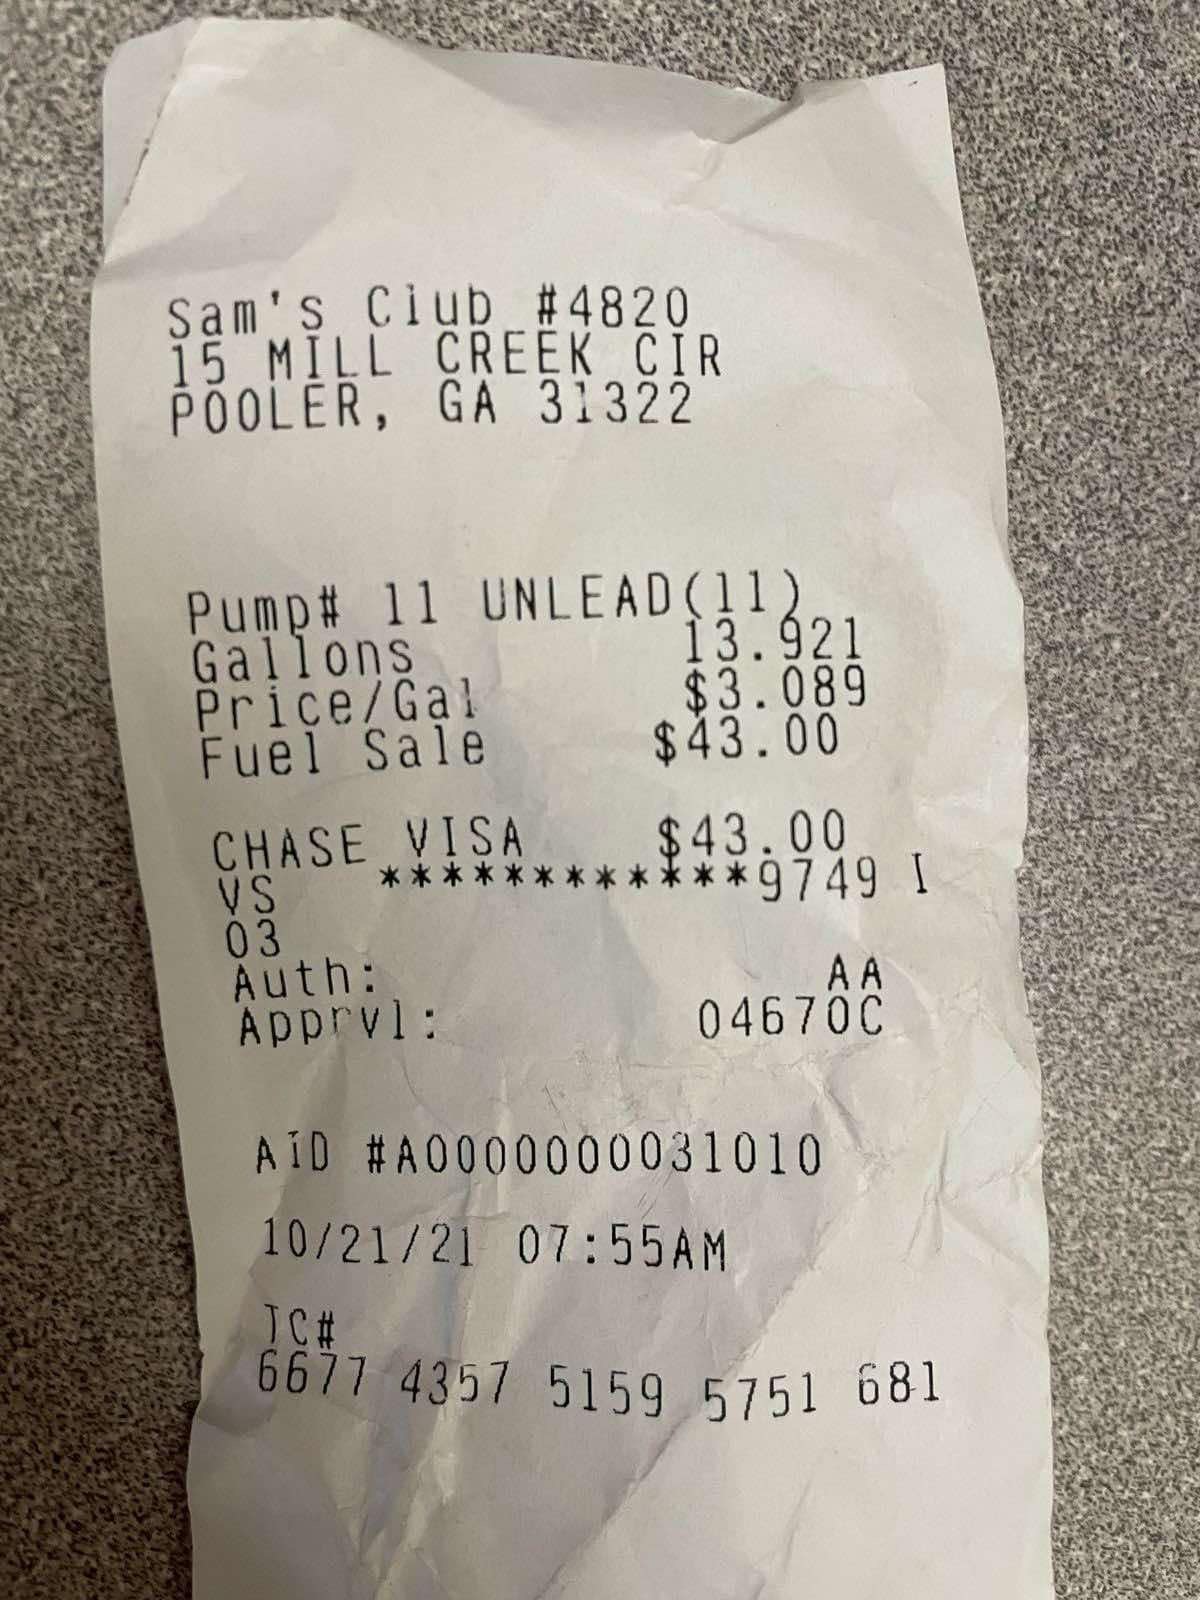 Sam's Club #4820
15 MILL CREEK CIR
POOLER, GA 31322
Pump# 11 UNLEAD(11)
Gallons 13.921
Price/Gal $3.089
Fuel Sale $43.00
CHASE VISA $43.00
VS ************9749 I
03
Auth: AA
Apprvl: 04670C
AID #A0000000031010
10/21/21 07:55AM
TC#
6677 4357 5159 5751 681